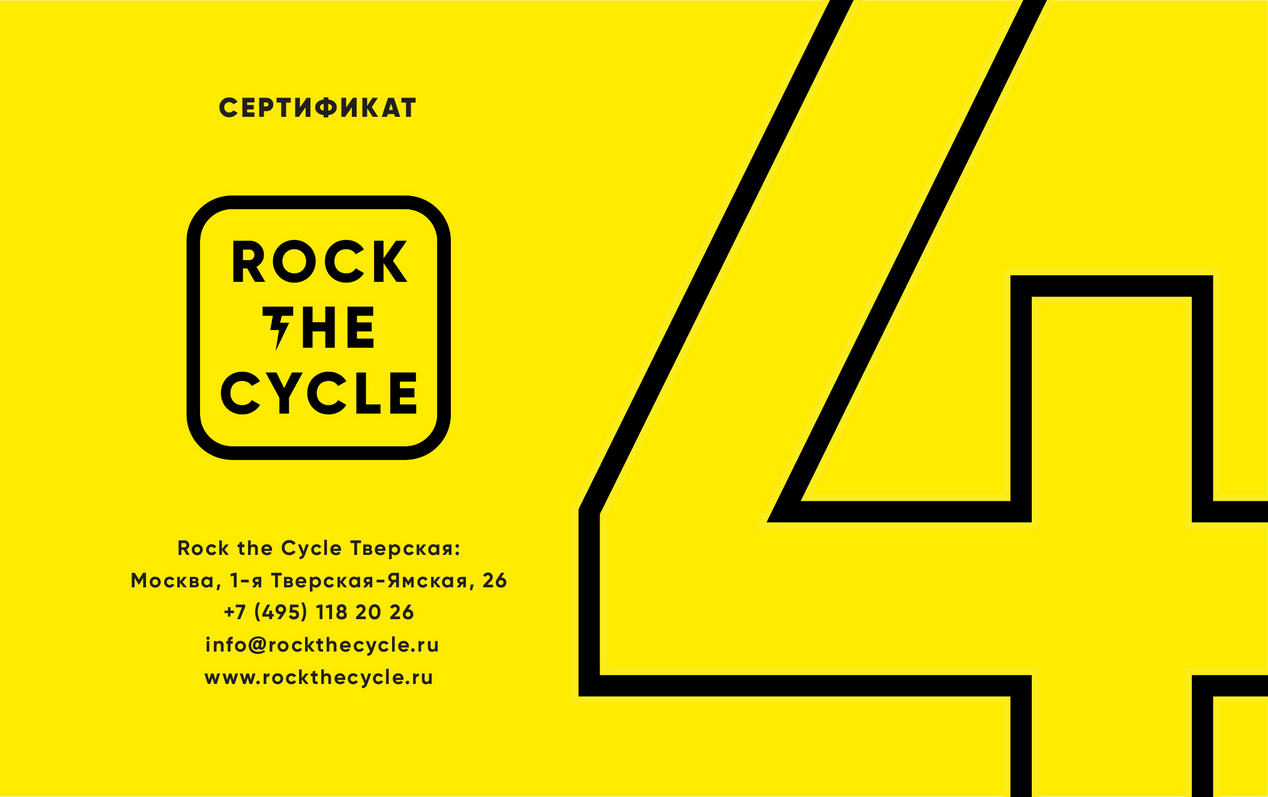 СЕРТИФИКАТ
ROCK
THE
CYCLE
Rock the Cycle Тверская:
Москва, 1-я Тверская-Ямская, 26
+7 (495) 118 20 26
info@rockthecycle.ru
www.rockthecycle.ru
4